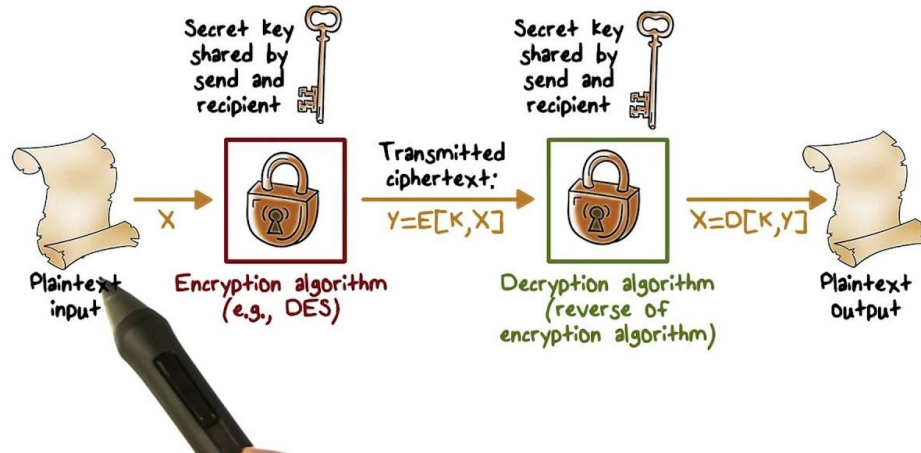 Secret key
shared by
send and
recipient
Secret key
shared by
send and
recipient
Transmitted
ciphertext:
X
Y=E[K,X]
X=D[K,Y]
Plaintext
input
Encryption algorithm
(e.g., DES)
Decryption algorithm
(reverse of
encryption algorithm)
Plaintext
output